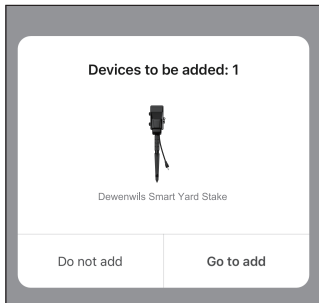 Devices to be added: 1
Dewenwils Smart Yard Stake
Do not add
Go to add